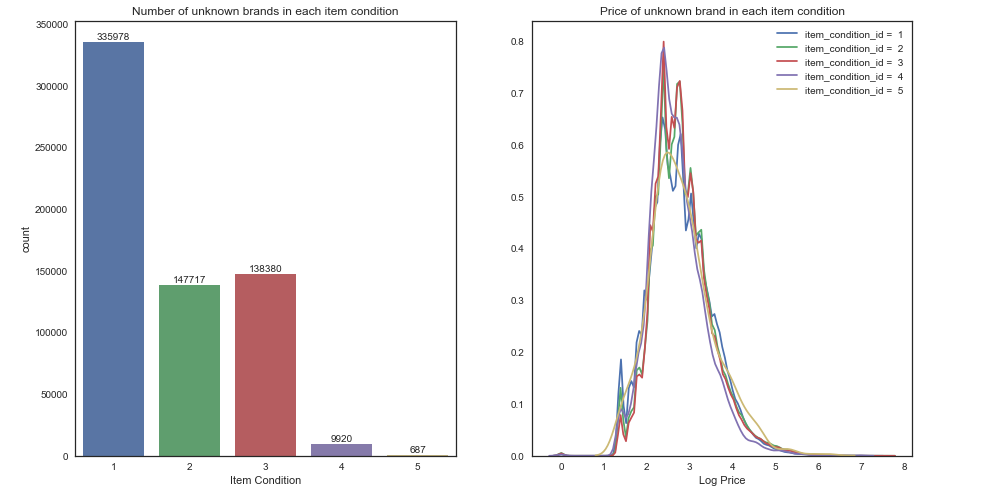 Number of unknown brands in each item condition
350000
300000
250000
200000
150000
100000
50000
0
count
335978
147717
138380
9920
687
1 2 3 4 5
Item Condition
Price of unknown brand in each item condition
0.8
0.7
0.6
0.5
0.4
0.3
0.2
0.1
0.0
item_condition_id = 1
item_condition_id = 2
item_condition_id = 3
item_condition_id = 4
item_condition_id = 5
0 1 2 3 4 5 6 7 8
Log Price